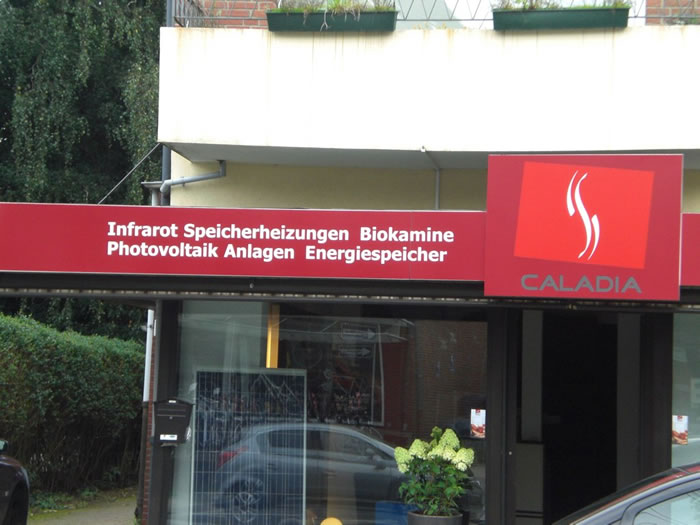 Infrarot Speicherheizungen Biokamine
Photovoltaik Anlagen Energiespeicher
CALADIA